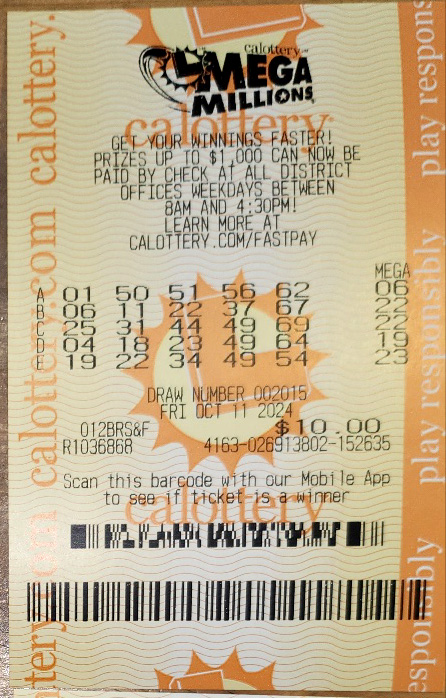 calottery
MEGA
MILLIONS
calottery
GET YOUR WINNINGS FASTER!
PRIZES UP TO $1,000 CAN NOW BE
PAID BY CHECK AT ALL DISTRICT
OFFICES WEEKDAYS BETWEEN
8AM AND 4:30PM!
LEARN MORE AT
CALOTTERY.COM/FASTPAY
MEGA
A 01 50 51 56 62 06
B 06 11 22 37 67 22
C 25 31 44 49 69 22
D 04 18 23 49 64 19
E 19 22 34 49 54 23
DRAW NUMBER 002015
FRI OCT 11 2024
012BRS&F $10.00
R1036868 4163-026913802-152635
Scan this barcode with our Mobile App
to see if ticket is a winner
calottery
tery.com calottery.com calottery.
play respons
play responsibly
esponsibly